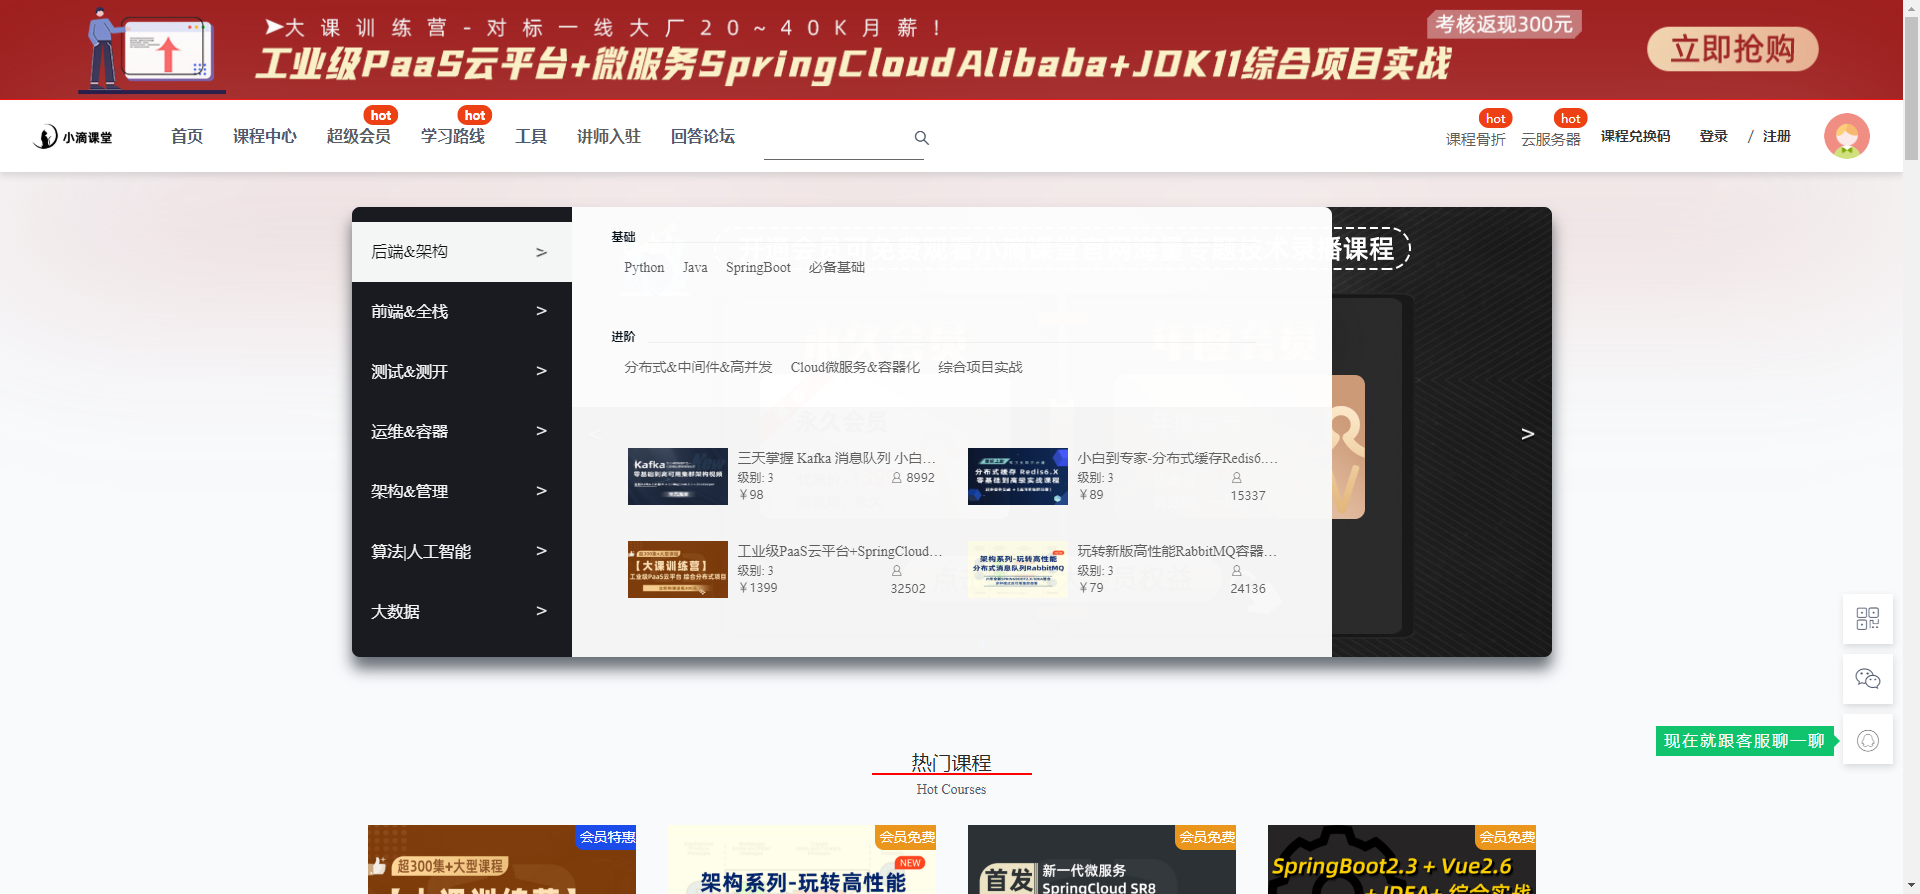 ➤大课训练营-对标一线大厂20~40K月薪!
考核返现300元
工业级PaaS云平台+微服务SpringCloudAlibaba+JDK11综合项目实战
立即抢购
小滴课堂
首页
课程中心
hot
超级会员
hot
学习路线
工具
讲师入驻
回答论坛
hot
课程骨折
hot
云服务器
课程兑换码
登录 / 注册
后端&架构 >
前端&全栈 >
测试&测开 >
运维&容器 >
架构&管理 >
算法|人工智能 >
大数据 >
基础
Python Java SpringBoot 必备基础
进阶
分布式&中间件&高并发 Cloud微服务&容器化 综合项目实战
播课程
三天掌握 Kafka 消息队列 小白...
级别: 3 8992
¥98
小白到专家-分布式缓存Redis6....
级别: 3
¥89 15337
工业级PaaS云平台+SpringCloud...
级别: 3
¥1399 32502
玩转新版高性能RabbitMQ容器...
级别: 3
¥79 24136
>
现在就跟客服聊一聊
热门课程
Hot Courses
会员特惠
超300集+大型课程
【大课训练营】
会员免费
NEW
架构系列-玩转高性能
会员免费
首发
新一代微服务
SpringCloud SR8
会员免费
SpringBoot2.3 + Vue2.6
+ IDEA+ 综合实战